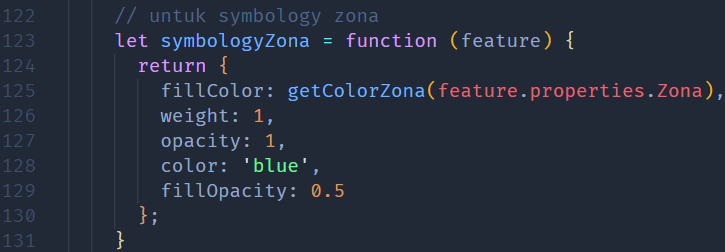 122 // untuk symbology zona
123 let symbologyZona = function (feature) {
124 return {
125 fillColor: getColorZona(feature.properties.Zona),
126 weight: 1,
127 opacity: 1,
128 color: 'blue',
129 fillOpacity: 0.5
130 };
131 }